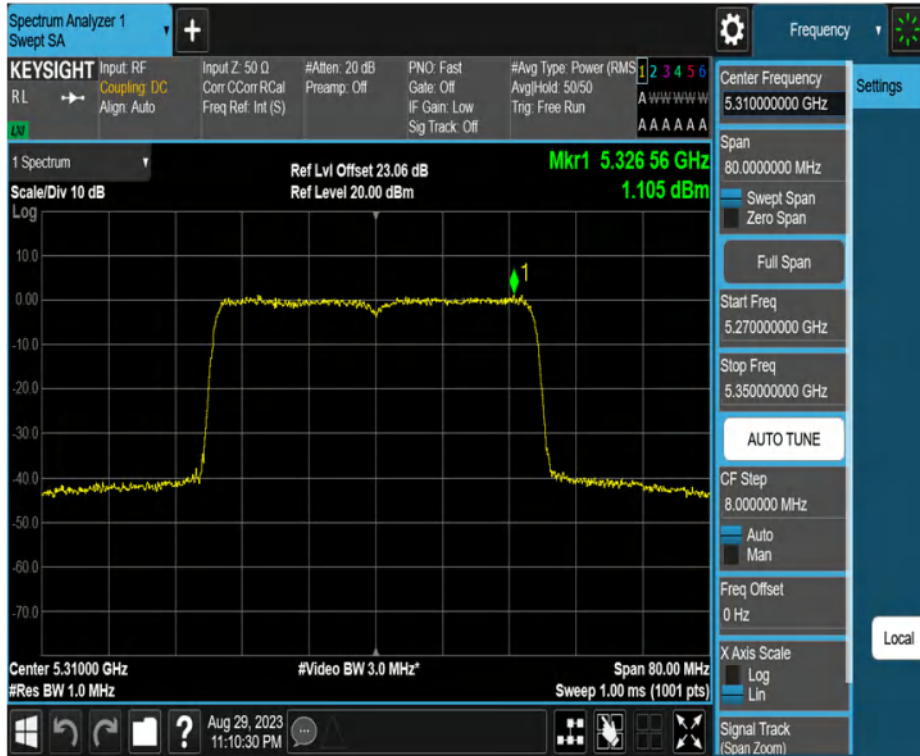 Spectrum Analyzer 1
Swept SA
+
Frequency
KEYSIGHT
RL
LXI
Input: RF
Coupling: DC
Align: Auto
Input Z: 50 Ω
Corr CCorr RCal
Freq Ref: Int (S)
#Atten: 20 dB
Preamp: Off
PNO: Fast
Gate: Off
IF Gain: Low
Sig Track: Off
#Avg Type: Power (RMS
Avg|Hold: 50/50
Trig: Free Run
1 2 3 4 5 6
A W W W W W
A A A A A A
1 Spectrum
Scale/Div 10 dB
Ref Lvl Offset 23.06 dB
Ref Level 20.00 dBm
Mkr1 5.326 56 GHz
1.105 dBm
Log
10.0
0.00
-10.0
-20.0
-30.0
-40.0
-50.0
-60.0
-70.0
1
Center 5.31000 GHz
#Res BW 1.0 MHz
#Video BW 3.0 MHz*
Span 80.00 MHz
Sweep 1.00 ms (1001 pts)
?
Aug 29, 2023
11:10:30 PM
Center Frequency
5.310000000 GHz
Span
80.0000000 MHz
Swept Span
Zero Span
Full Span
Start Freq
5.270000000 GHz
Stop Freq
5.350000000 GHz
AUTO TUNE
CF Step
8.000000 MHz
Auto
Man
Freq Offset
0 Hz
X Axis Scale
Log
Lin
Signal Track
(Span Zoom)
Settings
Local